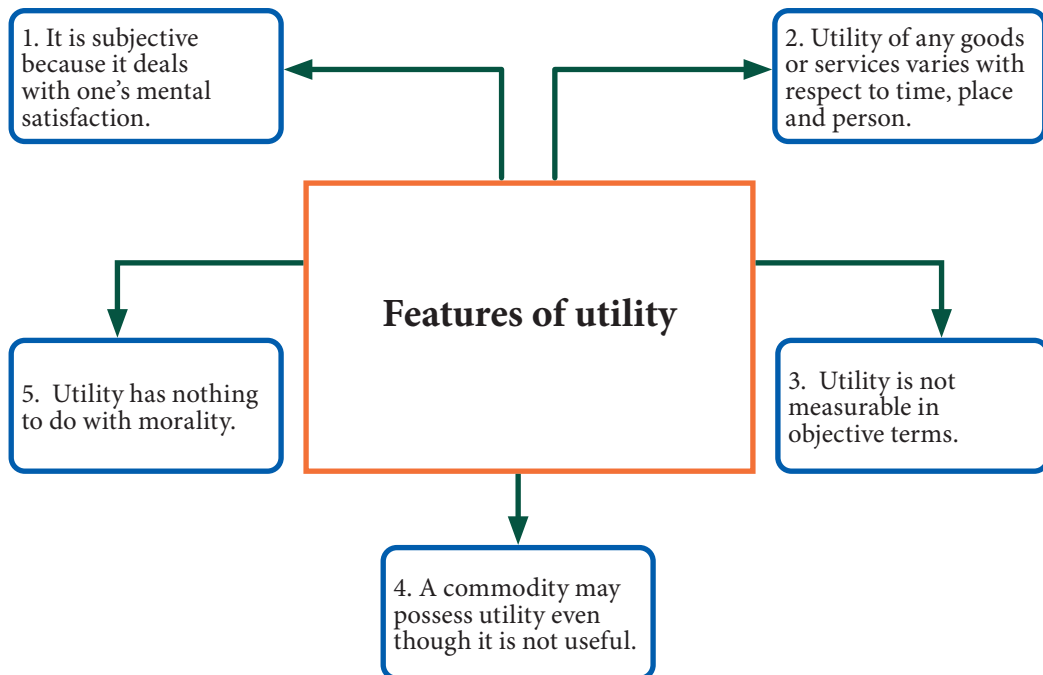 1. It is subjective
because it deals
with one’s mental
satisfaction.
2. Utility of any goods
or services varies with
respect to time, place
and person.
Features of utility
5.  Utility has nothing
to do with morality.
3.  Utility is not
measurable in
objective terms.
4. A commodity may
possess utility even
though it is not useful.